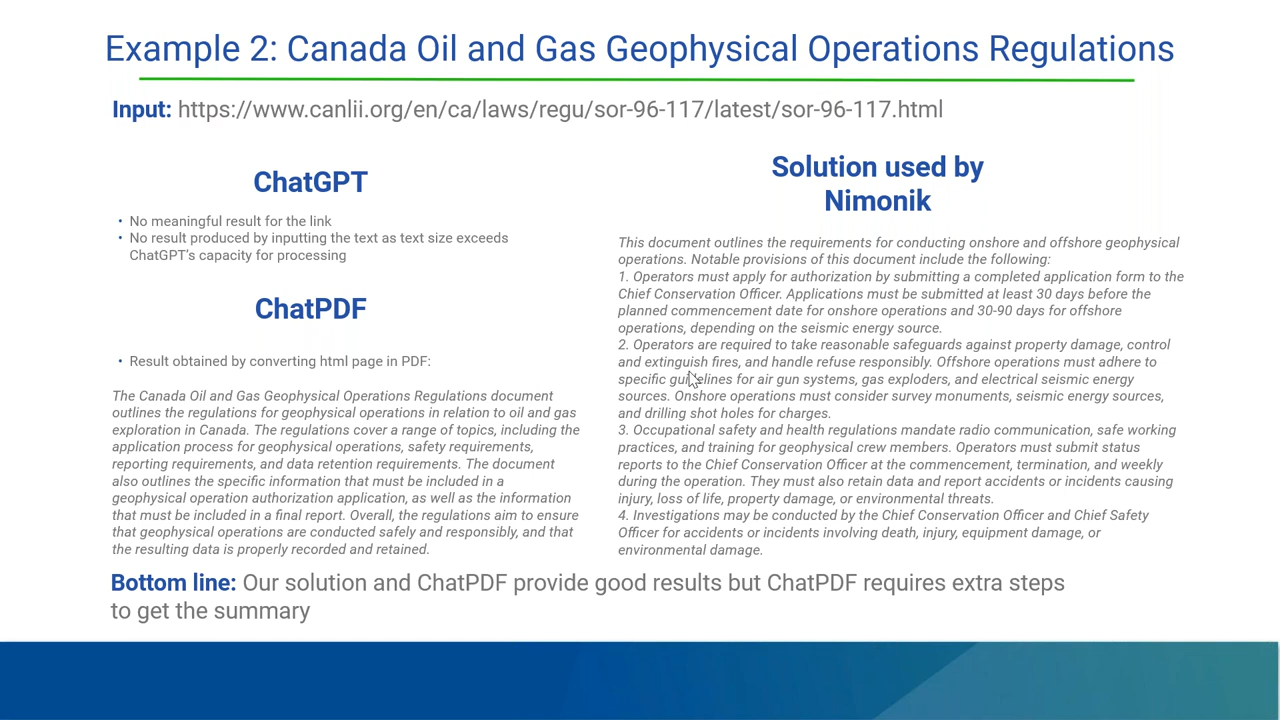 Example 2: Canada Oil and Gas Geophysical Operations Regulations
Input: https://www.canlii.org/en/ca/laws/regu/sor-96-117/latest/sor-96-117.html
ChatGPT
• No meaningful result for the link
• No result produced by inputting the text as text size exceeds
ChatGPT's capacity for processing
ChatPDF
• Result obtained by converting html page in PDF:
The Canada Oil and Gas Geophysical Operations Regulations document
outlines the regulations for geophysical operations in relation to oil and gas
exploration in Canada. The regulations cover a range of topics, including the
application process for geophysical operations, safety requirements,
reporting requirements, and data retention requirements. The document
also outlines the specific information that must be included in a
geophysical operation authorization application, as well as the information
that must be included in a final report. Overall, the regulations aim to ensure
that geophysical operations are conducted safely and responsibly, and that
the resulting data is properly recorded and retained.
Solution used by
Nimonik
This document outlines the requirements for conducting onshore and offshore geophysical
operations. Notable provisions of this document include the following:
1. Operators must apply for authorization by submitting a completed application form to the
Chief Conservation Officer. Applications must be submitted at least 30 days before the
planned commencement date for onshore operations and 30-90 days for offshore
operations, depending on the seismic energy source.
2. Operators are required to take reasonable safeguards against property damage, control
and extinguish fires, and handle refuse responsibly. Offshore operations must adhere to
specific guidelines for air gun systems, gas exploders, and electrical seismic energy
sources. Onshore operations must consider survey monuments, seismic energy sources,
and drilling shot holes for charges.
3. Occupational safety and health regulations mandate radio communication, safe working
practices, and training for geophysical crew members. Operators must submit status
reports to the Chief Conservation Officer at the commencement, termination, and weekly
during the operation. They must also retain data and report accidents or incidents causing
injury, loss of life, property damage, or environmental threats.
4. Investigations may be conducted by the Chief Conservation Officer and Chief Safety
Officer for accidents or incidents involving death, injury, equipment damage, or
environmental damage.
Bottom line: Our solution and ChatPDF provide good results but ChatPDF requires extra steps
to get the summary